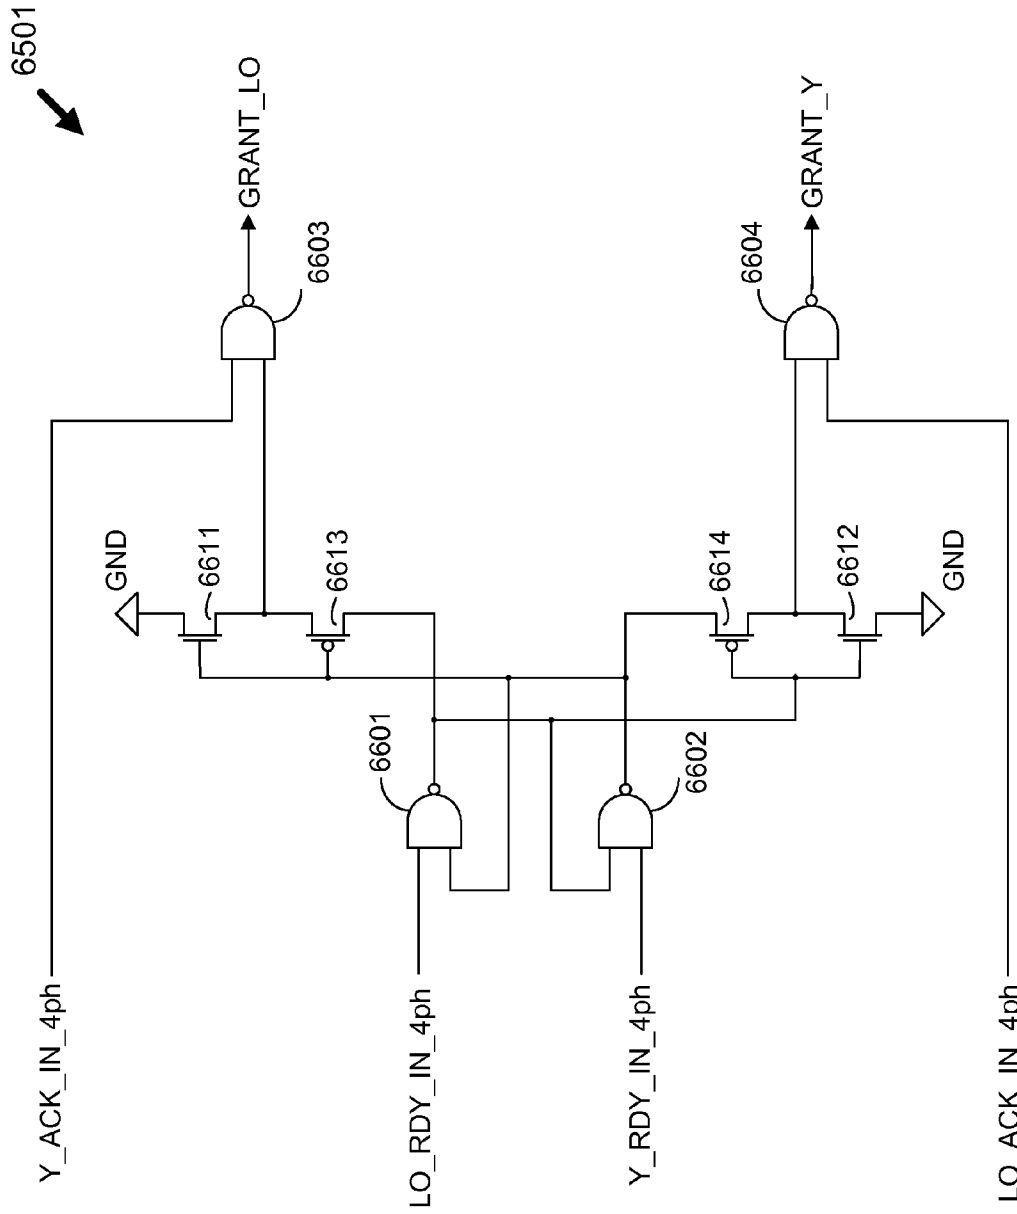 6501
GRANT_LO
6603
GND
6611
6613
6601
6602
6614
6612
GND
6604
GRANT_Y
Y_ACK_IN_4ph
LO_RDY_IN_4ph
Y_RDY_IN_4ph
LO_ACK_IN_4ph